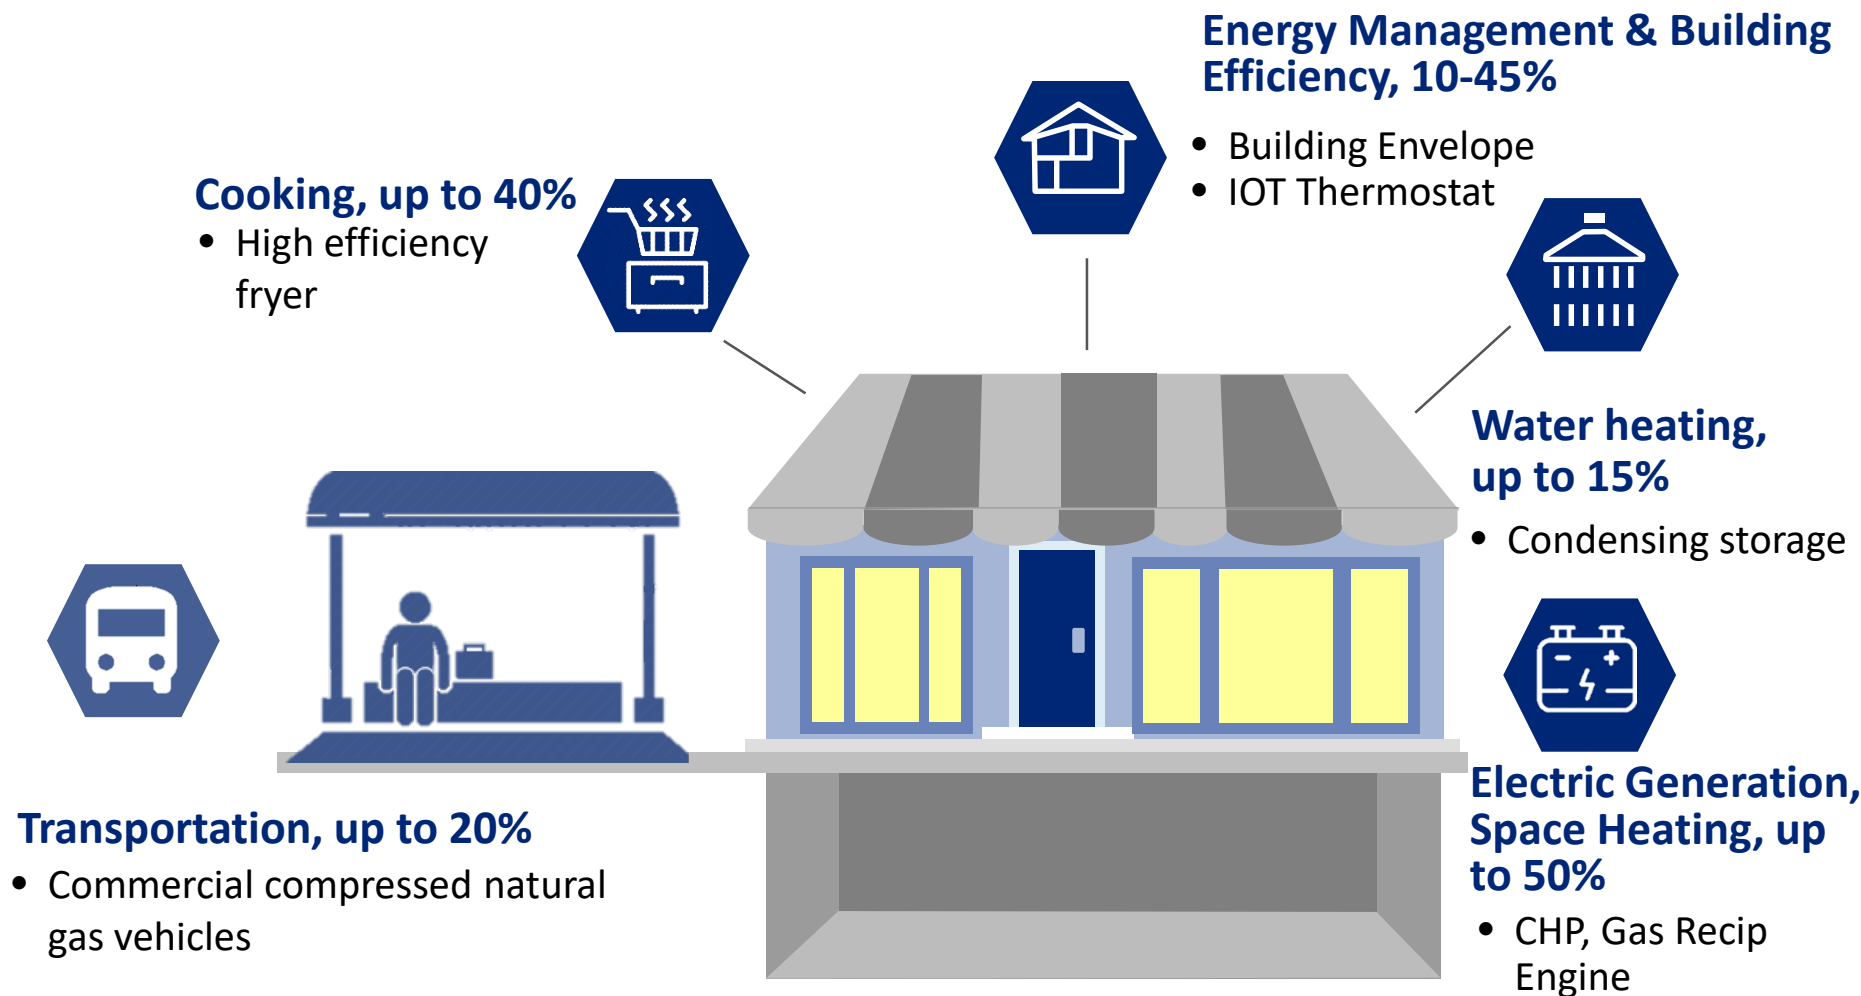 Energy Management & Building
Efficiency, 10-45%
• Building Envelope
• IOT Thermostat
Cooking, up to 40%
• High efficiency
fryer
Water heating,
up to 15%
• Condensing storage
Transportation, up to 20%
• Commercial compressed natural
gas vehicles
Electric Generation,
Space Heating, up
to 50%
• CHP, Gas Recip
Engine